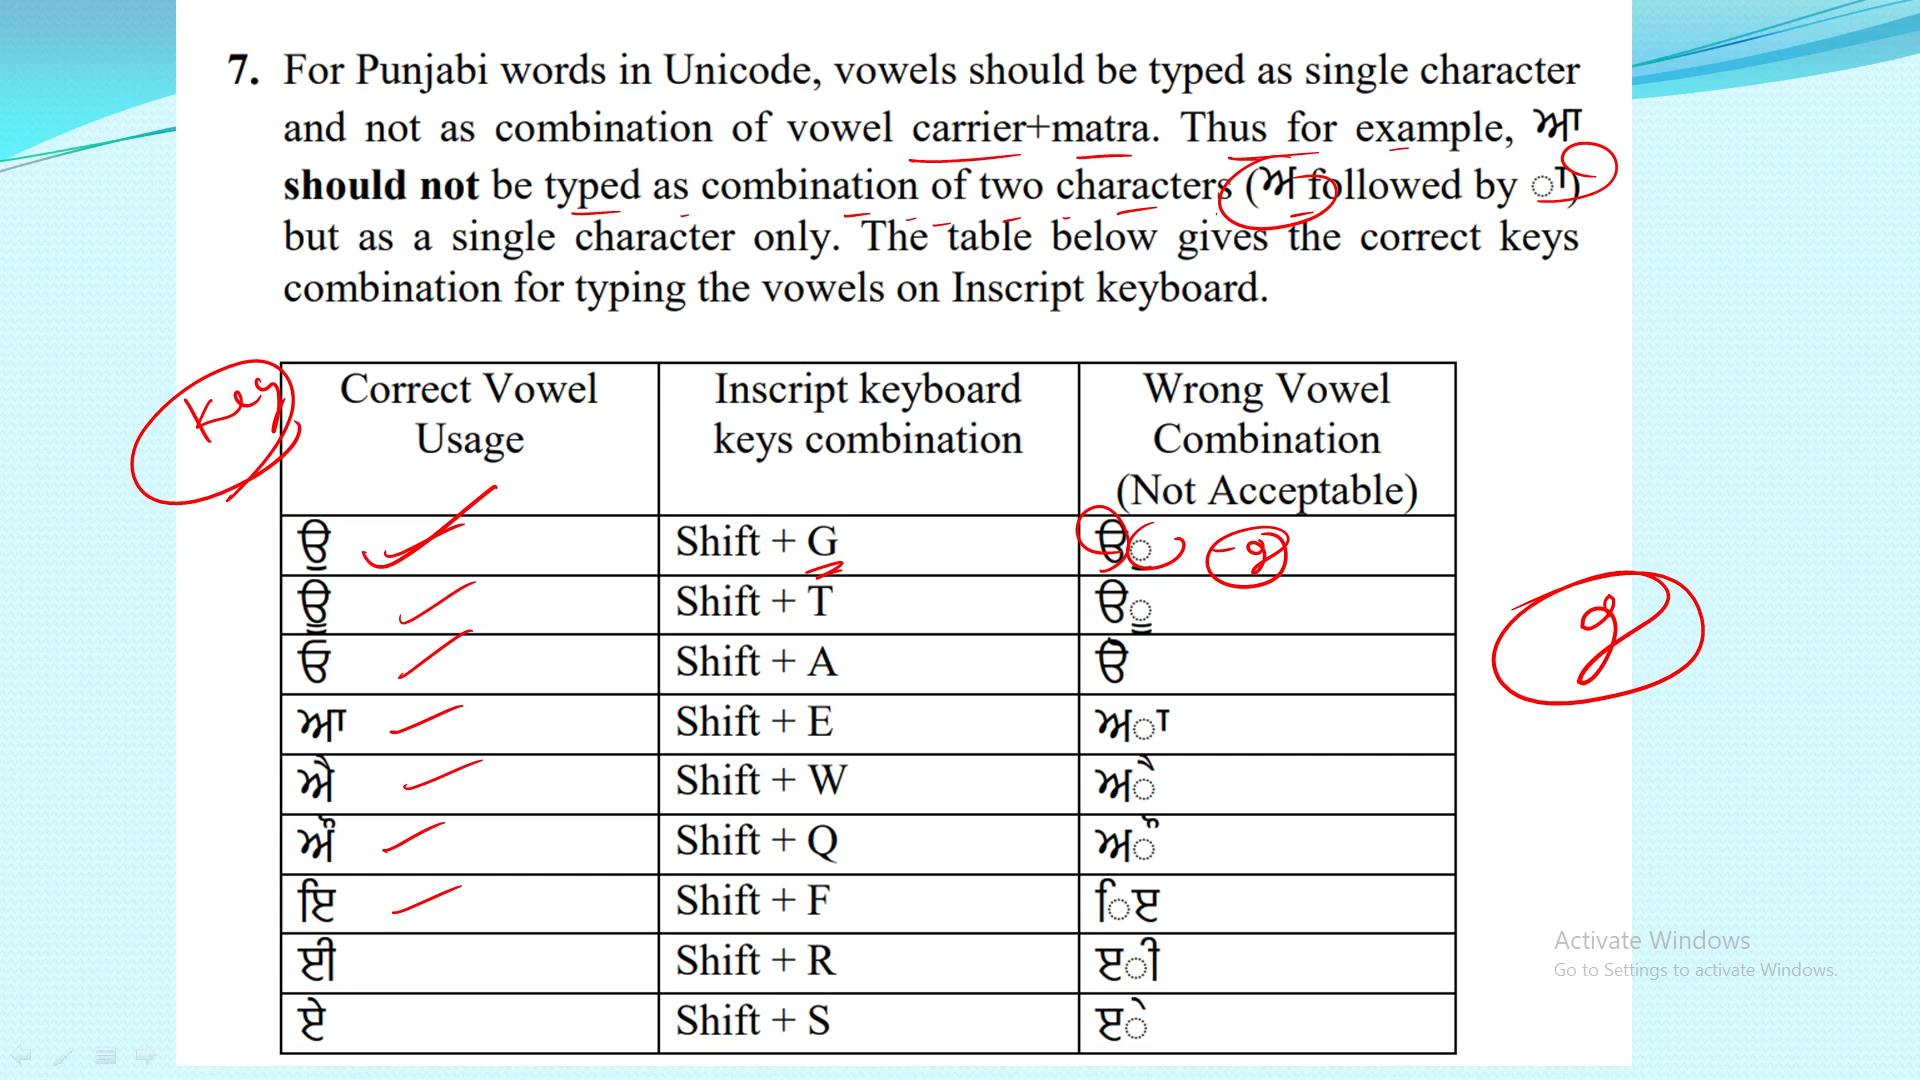 7. For Punjabi words in Unicode, vowels should be typed as single character
and not as combination of vowel carrier+matra. Thus for example, ਆ
should not be typed as combination of two characters (ਅ followed by ਾ)
but as a single character only. The table below gives the correct keys
combination for typing the vowels on Inscript keyboard.
key
Correct Vowel Usage | Inscript keyboard keys combination | Wrong Vowel Combination (Not Acceptable)
ਉ Shift + G ੳੁ - g
ਊ Shift + T ੳੂ
ਓ Shift + A ੳੋ
ਆ Shift + E ਅਾ
ਐ Shift + W ਅੈ
ਔ Shift + Q ਅੌ
ਇ Shift + F ੲਿ
ਈ Shift + R ੲੀ
ਏ Shift + S ੲੇ
g
Activate Windows
Go to Settings to activate Windows.